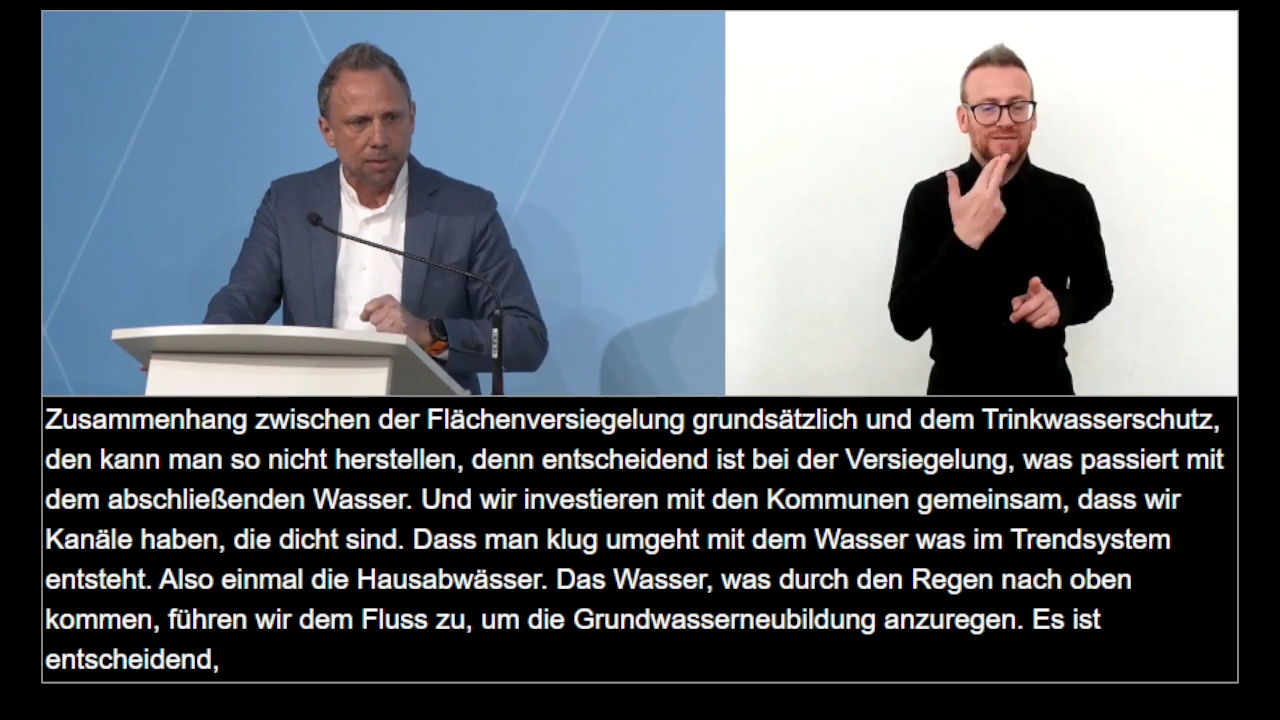 Zusammenhang zwischen der Flächenversiegelung grundsätzlich und dem Trinkwasserschutz,
den kann man so nicht herstellen, denn entscheidend ist bei der Versiegelung, was passiert mit
dem abschließenden Wasser. Und wir investieren mit den Kommunen gemeinsam, dass wir
Kanäle haben, die dicht sind. Dass man klug umgeht mit dem Wasser was im Trendsystem
entsteht. Also einmal die Hausabwässer. Das Wasser, was durch den Regen nach oben
kommen, führen wir dem Fluss zu, um die Grundwasserneubildung anzuregen. Es ist
entscheidend,